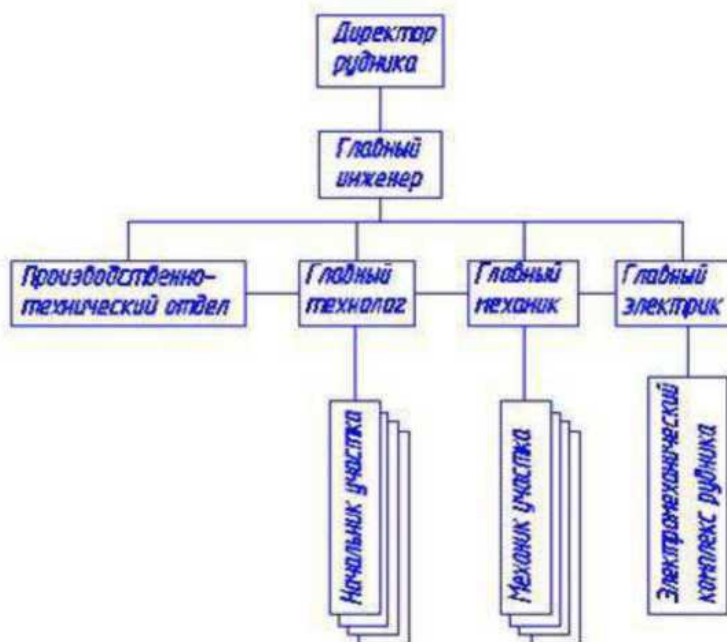 Директор
рудника
Главный
инженер
Производственно-
технический отдел
Главный
технолог
Главный
механик
Главный
электрик
Начальник участка
Механик участка
Электромеханический
комплекс рудника